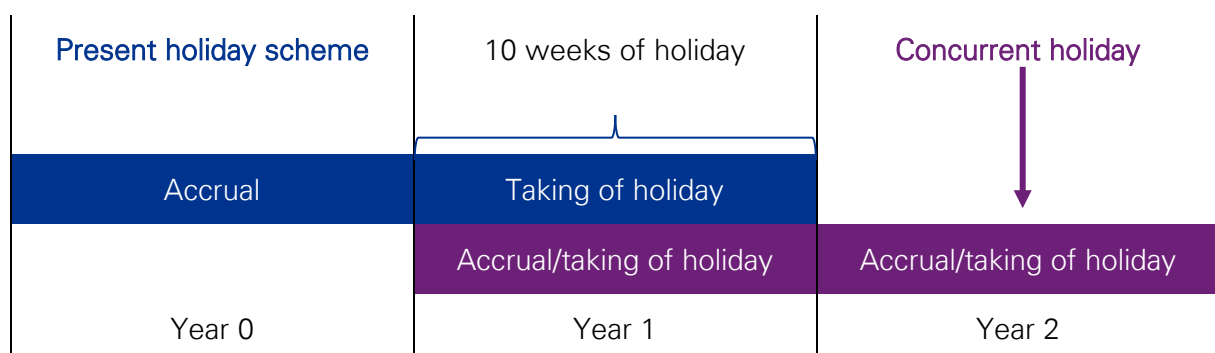 Present holiday scheme
10 weeks of holiday
Concurrent holiday
Accrual
Taking of holiday
Accrual/taking of holiday
Accrual/taking of holiday
Year 0
Year 1
Year 2